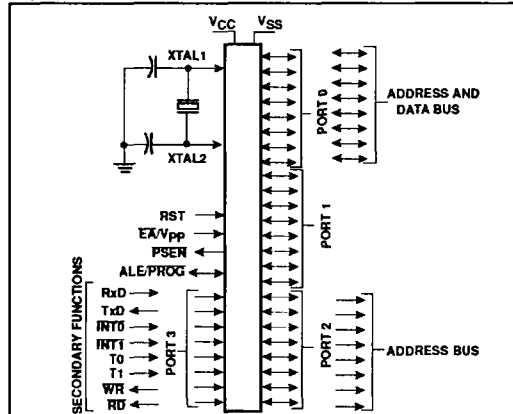 VCC VSS
XTAL1
XTAL2
PORT 0
ADDRESS AND
DATA BUS
PORT 1
RST
EA/VPP
PSEN
ALE/PROG
SECONDARY FUNCTIONS
RxD
TxD
INT0
INT1
T0
T1
WR
RD
PORT 3
PORT 2
ADDRESS BUS